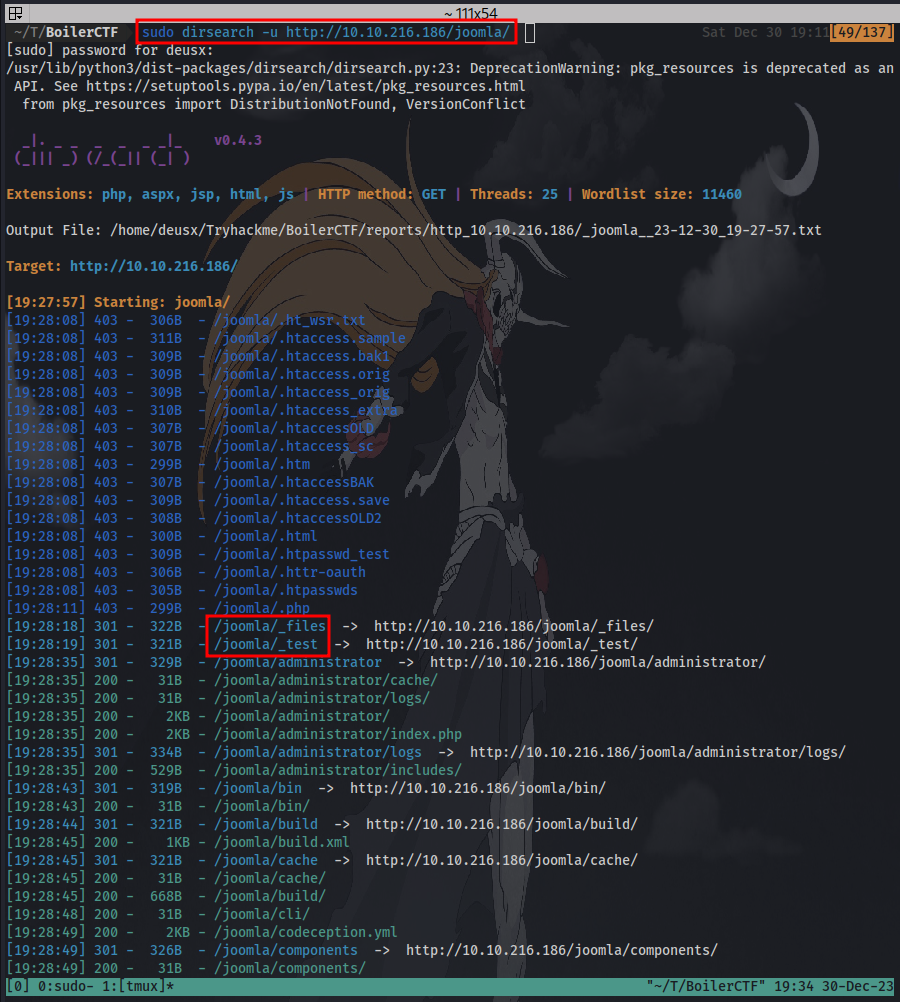 ~ 111x54
~/T/BoilerCTF sudo dirsearch -u http://10.10.216.186/joomla/ Sat Dec 30 19:11 [49/137]
[sudo] password for deusx:
/usr/lib/python3/dist-packages/dirsearch/dirsearch.py:23: DeprecationWarning: pkg_resources is deprecated as an
API. See https://setuptools.pypa.io/en/latest/pkg_resources.html
from pkg_resources import DistributionNotFound, VersionConflict
_|. _ _  _  _  _ _|_    v0.4.3
(_||| _) (/_(_|| (_| )
Extensions: php, aspx, jsp, html, js | HTTP method: GET | Threads: 25 | Wordlist size: 11460
Output File: /home/deusx/Tryhackme/BoilerCTF/reports/http_10.10.216.186/_joomla__23-12-30_19-27-57.txt
Target: http://10.10.216.186/
[19:27:57] Starting: joomla/
[19:28:08] 403 -  306B  - /joomla/.ht_wsr.txt
[19:28:08] 403 -  311B  - /joomla/.htaccess.sample
[19:28:08] 403 -  309B  - /joomla/.htaccess.bak1
[19:28:08] 403 -  309B  - /joomla/.htaccess.orig
[19:28:08] 403 -  309B  - /joomla/.htaccess_orig
[19:28:08] 403 -  310B  - /joomla/.htaccess_extra
[19:28:08] 403 -  307B  - /joomla/.htaccessOLD
[19:28:08] 403 -  307B  - /joomla/.htaccess_sc
[19:28:08] 403 -  299B  - /joomla/.htm
[19:28:08] 403 -  307B  - /joomla/.htaccessBAK
[19:28:08] 403 -  309B  - /joomla/.htaccess.save
[19:28:08] 403 -  308B  - /joomla/.htaccessOLD2
[19:28:08] 403 -  300B  - /joomla/.html
[19:28:08] 403 -  309B  - /joomla/.htpasswd_test
[19:28:08] 403 -  306B  - /joomla/.httr-oauth
[19:28:08] 403 -  305B  - /joomla/.htpasswds
[19:28:11] 403 -  299B  - /joomla/.php
[19:28:18] 301 -  322B  - /joomla/_files  ->  http://10.10.216.186/joomla/_files/
[19:28:19] 301 -  321B  - /joomla/_test  ->  http://10.10.216.186/joomla/_test/
[19:28:35] 301 -  329B  - /joomla/administrator  ->  http://10.10.216.186/joomla/administrator/
[19:28:35] 200 -   31B  - /joomla/administrator/cache/
[19:28:35] 200 -   31B  - /joomla/administrator/logs/
[19:28:35] 200 -    2KB - /joomla/administrator/
[19:28:35] 200 -    2KB - /joomla/administrator/index.php
[19:28:35] 301 -  334B  - /joomla/administrator/logs  ->  http://10.10.216.186/joomla/administrator/logs/
[19:28:35] 200 -  529B  - /joomla/administrator/includes/
[19:28:43] 301 -  319B  - /joomla/bin  ->  http://10.10.216.186/joomla/bin/
[19:28:43] 200 -   31B  - /joomla/bin/
[19:28:44] 301 -  321B  - /joomla/build  ->  http://10.10.216.186/joomla/build/
[19:28:45] 200 -    1KB - /joomla/build.xml
[19:28:45] 301 -  321B  - /joomla/cache  ->  http://10.10.216.186/joomla/cache/
[19:28:45] 200 -   31B  - /joomla/cache/
[19:28:45] 200 -  668B  - /joomla/build/
[19:28:48] 200 -   31B  - /joomla/cli/
[19:28:49] 200 -    2KB - /joomla/codeception.yml
[19:28:49] 301 -  326B  - /joomla/components  ->  http://10.10.216.186/joomla/components/
[19:28:49] 200 -   31B  - /joomla/components/
[0] 0:sudo- 1:[tmux]* "~/T/BoilerCTF" 19:34 30-Dec-23